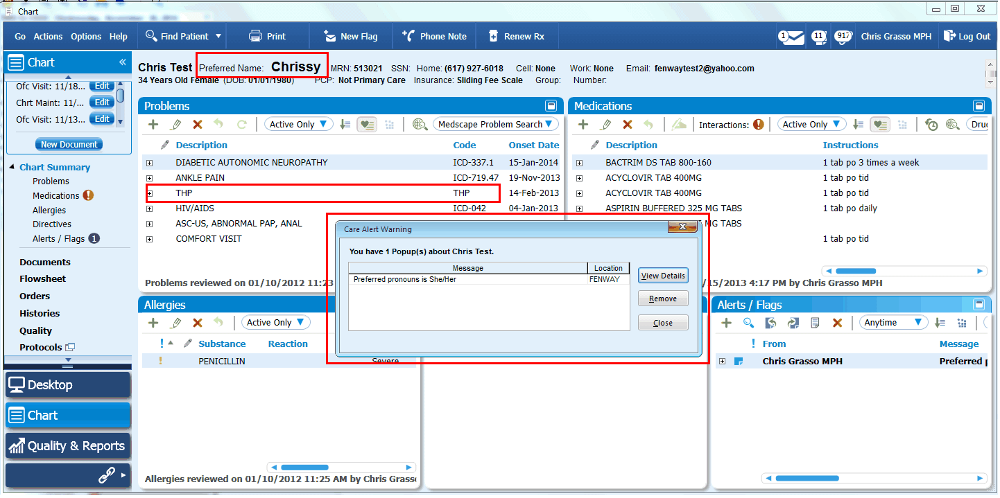 Chart
Go Actions Options Help Find Patient Print New Flag Phone Note Renew Rx 1 11 917 Chris Grasso MPH Log Out
Chart «
Ofc Visit: 11/18... Edit
Chrt Maint: 11/... Edit
Ofc Visit: 11/13... Edit
New Document
Chart Summary
Problems
Medications
Allergies
Directives
Alerts / Flags 1
Documents
Flowsheet
Orders
Histories
Quality
Protocols
Desktop
Chart
Quality & Reports
Chris Test Preferred Name: Chrissy MRN: 513021 SSN: Home: (617) 927-6018 Cell: None Work: None Email: fenwaytest2@yahoo.com
34 Years Old Female (DOB: 01/01/1980) PCP: Not Primary Care Insurance: Sliding Fee Scale Group: Number:
Problems
Active Only Medscape Problem Search
Description Code Onset Date
DIABETIC AUTONOMIC NEUROPATHY ICD-337.1 15-Jan-2014
ANKLE PAIN ICD-719.47 19-Nov-2013
THP THP 14-Feb-2013
HIV/AIDS ICD-042 04-Jan-2013
ASC-US, ABNORMAL PAP, ANAL
COMFORT VISIT
Problems reviewed on 01/10/2012 11:23
Medications
Interactions: Active Only Drug
Description Instructions
BACTRIM DS TAB 800-160 1 tab po 3 times a week
ACYCLOVIR TAB 400MG 1 tab po tid
ACYCLOVIR TAB 400MG 1 tab po tid
ASPIRIN BUFFERED 325 MG TABS 1 tab po daily
MG TABS
1 tab po tid
/15/2013 4:17 PM by Chris Grasso MPH
Care Alert Warning
You have 1 Popup(s) about Chris Test.
Message Location
Preferred pronouns is She/Her FENWAY
View Details
Remove
Close
Allergies
Active Only
! Substance Reaction
! PENICILLIN Severe
Allergies reviewed on 01/10/2012 11:25 AM by Chris Grasso
Alerts / Flags
Anytime
! From Message
Chris Grasso MPH Preferred p